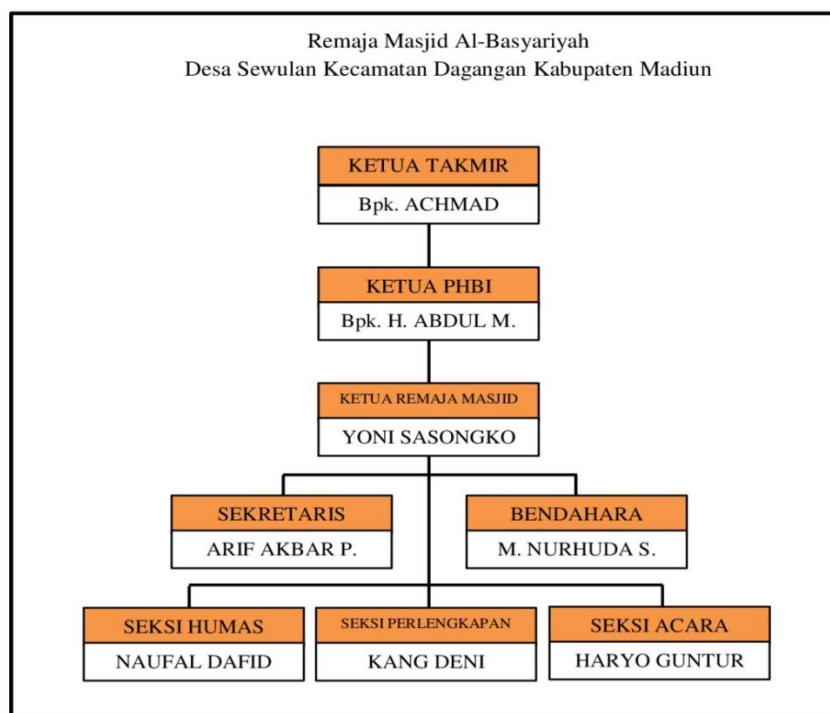 Remaja Masjid Al-Basyariyah
Desa Sewulan Kecamatan Dagangan Kabupaten Madiun
KETUA TAKMIR
Bpk. ACHMAD
KETUA PHBI
Bpk. H. ABDUL M.
KETUA REMAJA MASJID
YONI SASONGKO
SEKRETARIS
ARIF AKBAR P.
BENDAHARA
M. NURHUDA S.
SEKSI HUMAS
NAUFAL DAFID
SEKSI PERLENGKAPAN
KANG DENI
SEKSI ACARA
HARYO GUNTUR